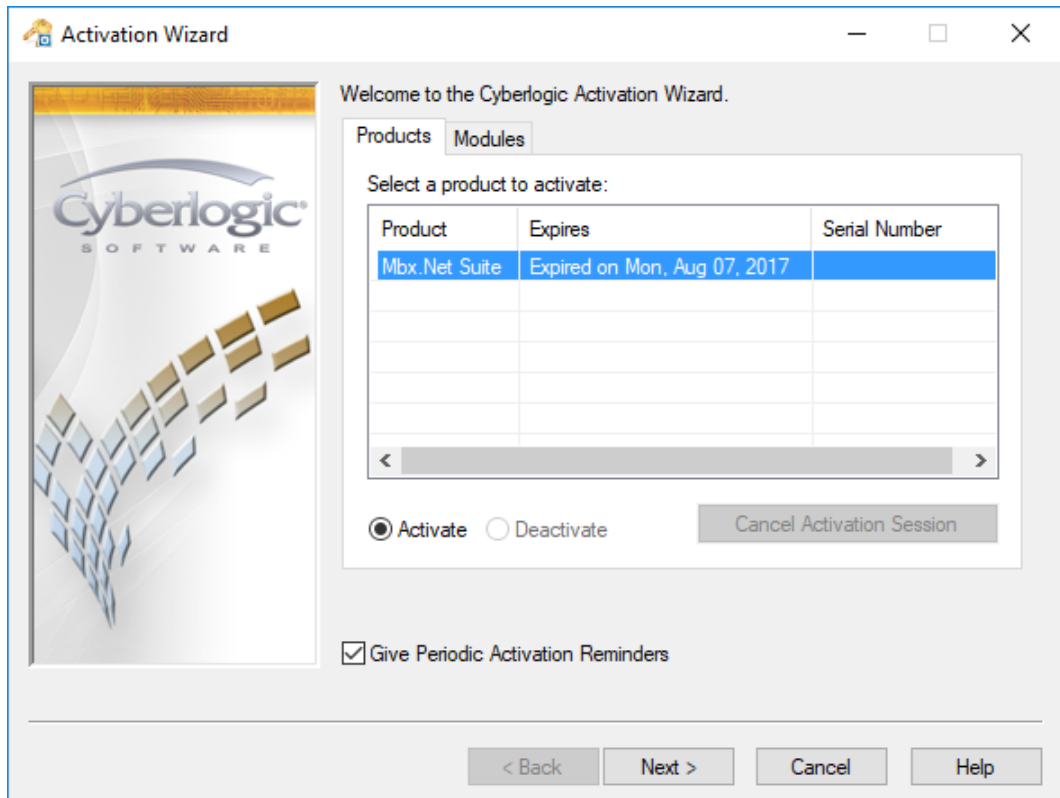 Activation Wizard
Welcome to the Cyberlogic Activation Wizard.
Products Modules
Cyberlogic®
SOFTWARE
Select a product to activate:
Product Expires Serial Number
Mbx.Net Suite Expired on Mon, Aug 07, 2017
Activate Deactivate Cancel Activation Session
Give Periodic Activation Reminders
< Back Next > Cancel Help